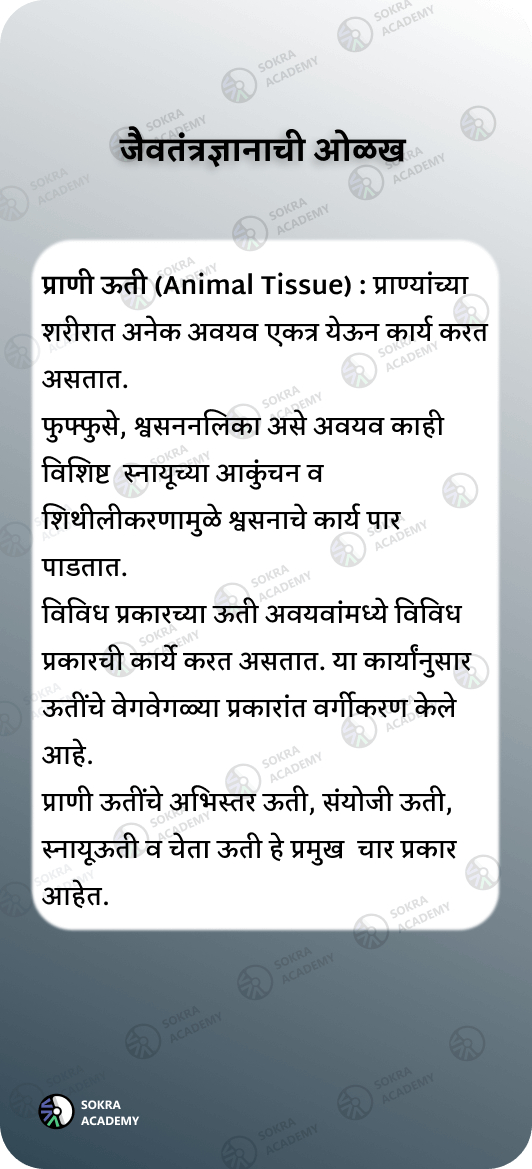 जैवतंत्रज्ञानाची ओळख
प्राणी ऊती (Animal Tissue) : प्राण्यांच्या
शरीरात अनेक अवयव एकत्र येऊन कार्य करत
असतात.
फुफ्फुसे, श्वसननलिका असे अवयव काही
विशिष्ट स्नायूच्या आकुंचन व
शिथीलीकरणामुळे श्वसनाचे कार्य पार
पाडतात.
विविध प्रकारच्या ऊती अवयवांमध्ये विविध
प्रकारची कार्ये करत असतात. या कार्यांनुसार
ऊतींचे वेगवेगळ्या प्रकारांत वर्गीकरण केले
आहे.
प्राणी ऊतींचे अभिस्तर ऊती, संयोजी ऊती,
स्नायूऊती व चेता ऊती हे प्रमुख चार प्रकार
आहेत.
SOKRA
ACADEMY